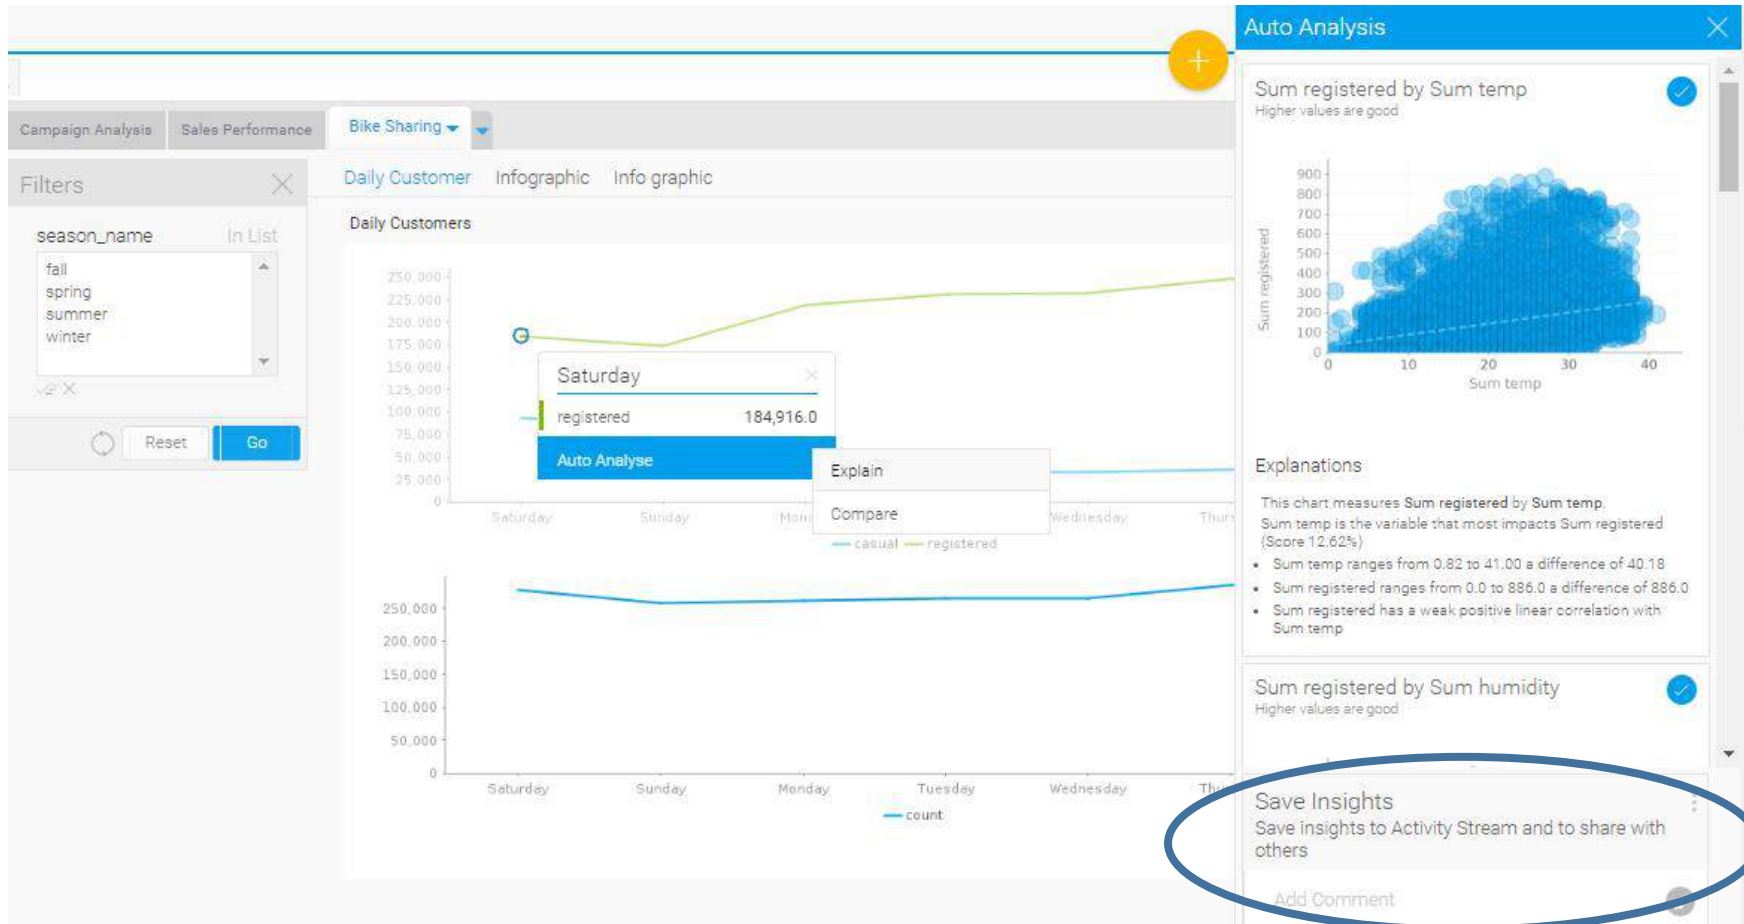 Auto Analysis
Campaign Analysis
Sales Performance
Bike Sharing
Filters
season_name
In List
fall
spring
summer
winter
Reset
Go
Daily Customer
Infographic
Info graphic
Daily Customers
250,000
225,000
200,000
175,000
150,000
125,000
100,000
75,000
50,000
25,000
0
Saturday
registered 184,916.0
Auto Analyse
Explain
Compare
Saturday
Sunday
Wednesday
casual
registered
250,000
200,000
150,000
100,000
50,000
0
Saturday
Sunday
Monday
Tuesday
Wednesday
count
Sum registered by Sum temp
Higher values are good
Sum registered
900
800
700
600
500
400
300
200
100
0
0 10 20 30 40
Sum temp
Explanations
This chart measures Sum registered by Sum temp.
Sum temp is the variable that most impacts Sum registered
(Score 12.62%)
• Sum temp ranges from 0.82 to 41.00 a difference of 40.18
• Sum registered ranges from 0.0 to 886.0 a difference of 886.0
• Sum registered has a weak positive linear correlation with
Sum temp
Sum registered by Sum humidity
Higher values are good
Save Insights
Save insights to Activity Stream and to share with
others
Add Comment